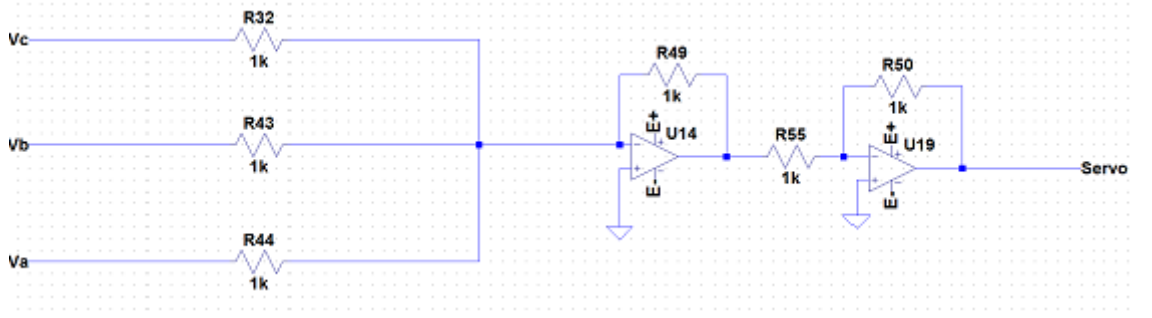 Vc
R32
1k
Vb
R43
1k
Va
R44
1k
R49
1k
E+
U14
-
+
E-
R55
1k
R50
1k
E+
U19
-
+
E-
Servo